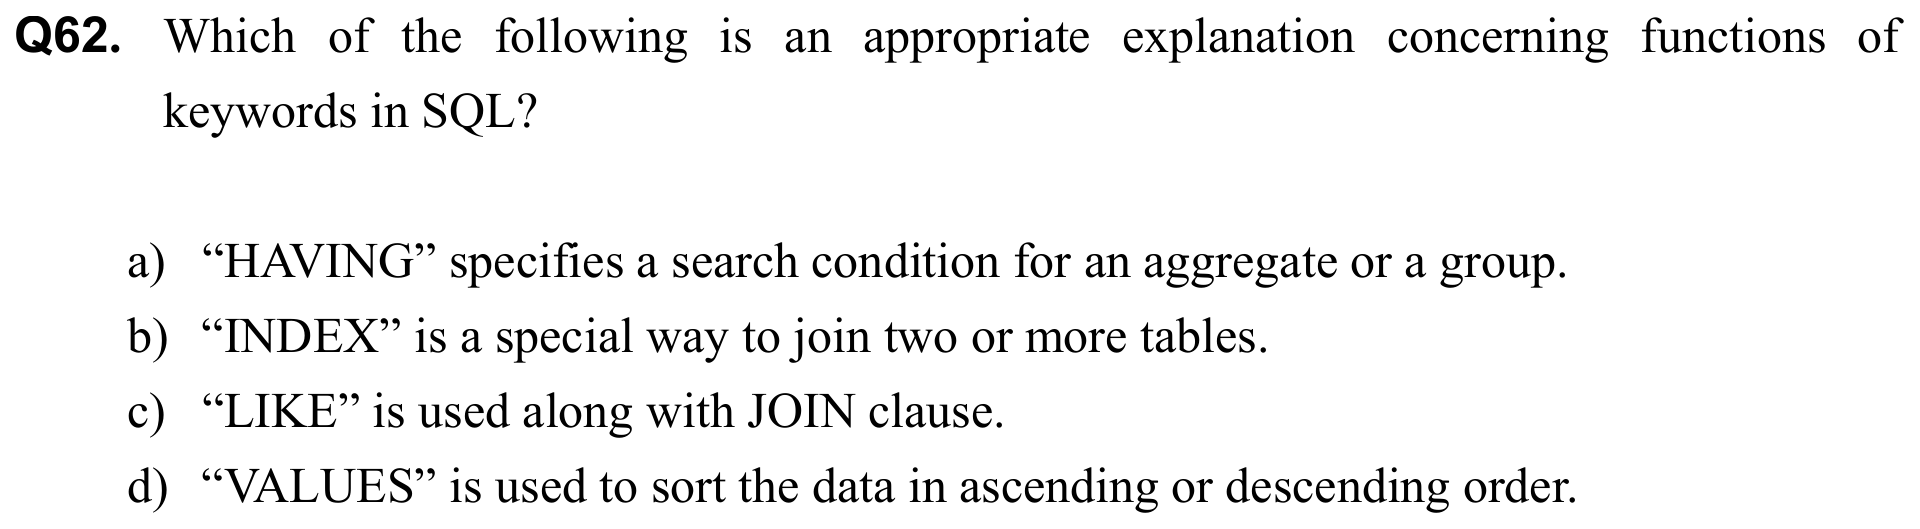 Q62. Which of the following is an appropriate explanation concerning functions of
keywords in SQL?
a) “HAVING” specifies a search condition for an aggregate or a group.
b) “INDEX” is a special way to join two or more tables.
c) “LIKE” is used along with JOIN clause.
d) “VALUES” is used to sort the data in ascending or descending order.